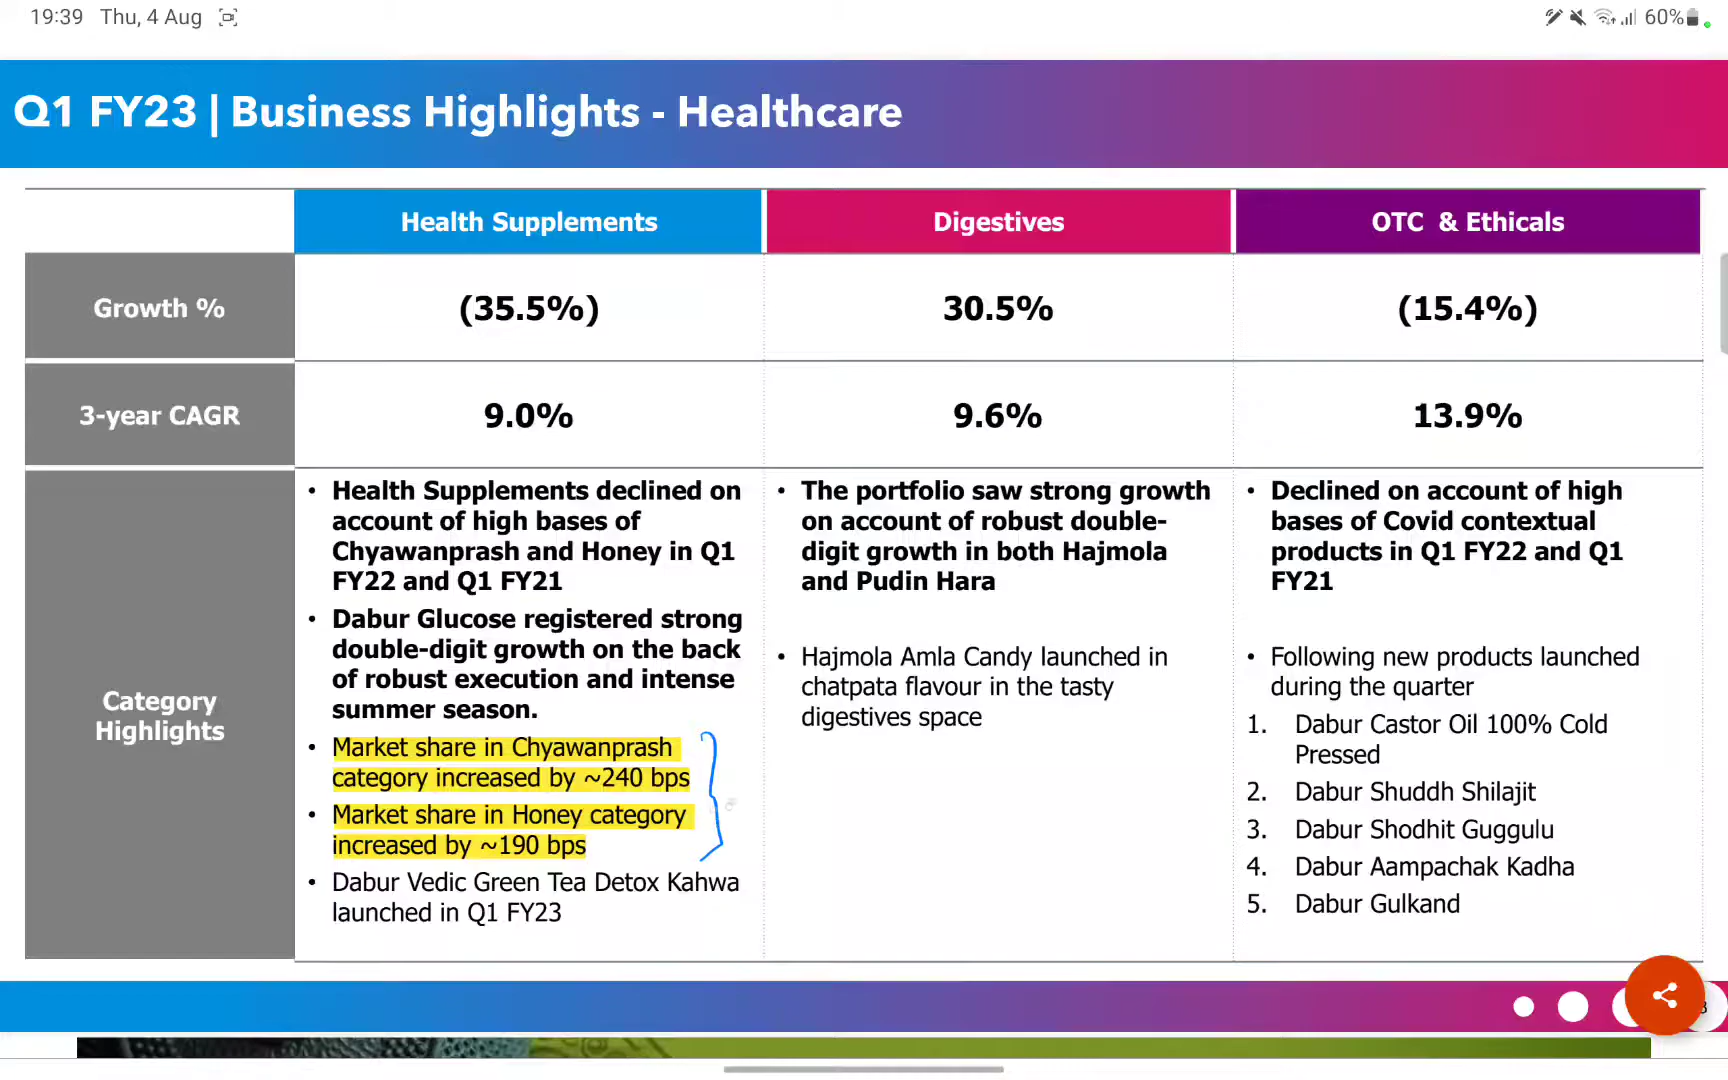 19:39 Thu, 4 Aug
60%
Q1 FY23 | Business Highlights - Healthcare
Health Supplements
Digestives
OTC & Ethicals
Growth %
(35.5%)
30.5%
(15.4%)
3-year CAGR
9.0%
9.6%
13.9%
Category
Highlights
• Health Supplements declined on
account of high bases of
Chyawanprash and Honey in Q1
FY22 and Q1 FY21
• Dabur Glucose registered strong
double-digit growth on the back
of robust execution and intense
summer season.
• Market share in Chyawanprash
category increased by ~240 bps
• Market share in Honey category
increased by ~190 bps
• Dabur Vedic Green Tea Detox Kahwa
launched in Q1 FY23
• The portfolio saw strong growth
on account of robust double-
digit growth in both Hajmola
and Pudin Hara
• Hajmola Amla Candy launched in
chatpata flavour in the tasty
digestives space
• Declined on account of high
bases of Covid contextual
products in Q1 FY22 and Q1
FY21
• Following new products launched
during the quarter
1. Dabur Castor Oil 100% Cold
Pressed
2. Dabur Shuddh Shilajit
3. Dabur Shodhit Guggulu
4. Dabur Aampachak Kadha
5. Dabur Gulkand